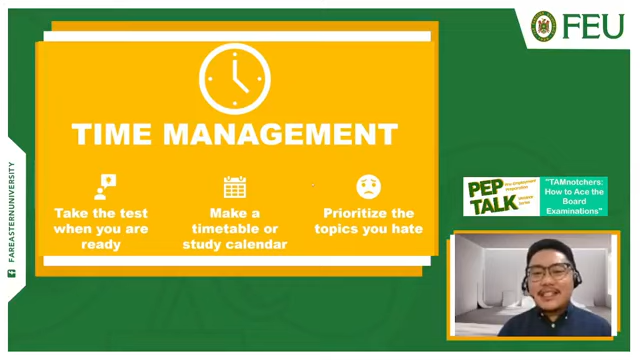 FEU
TIME MANAGEMENT
Take the test
when you are
ready
Make a
timetable or
study calendar
Prioritize the
topics you hate
FAREASTERNUNIVERSITY
PEP
TALK
"TAMnotchers:
How to Ace the
Board
Examinations"